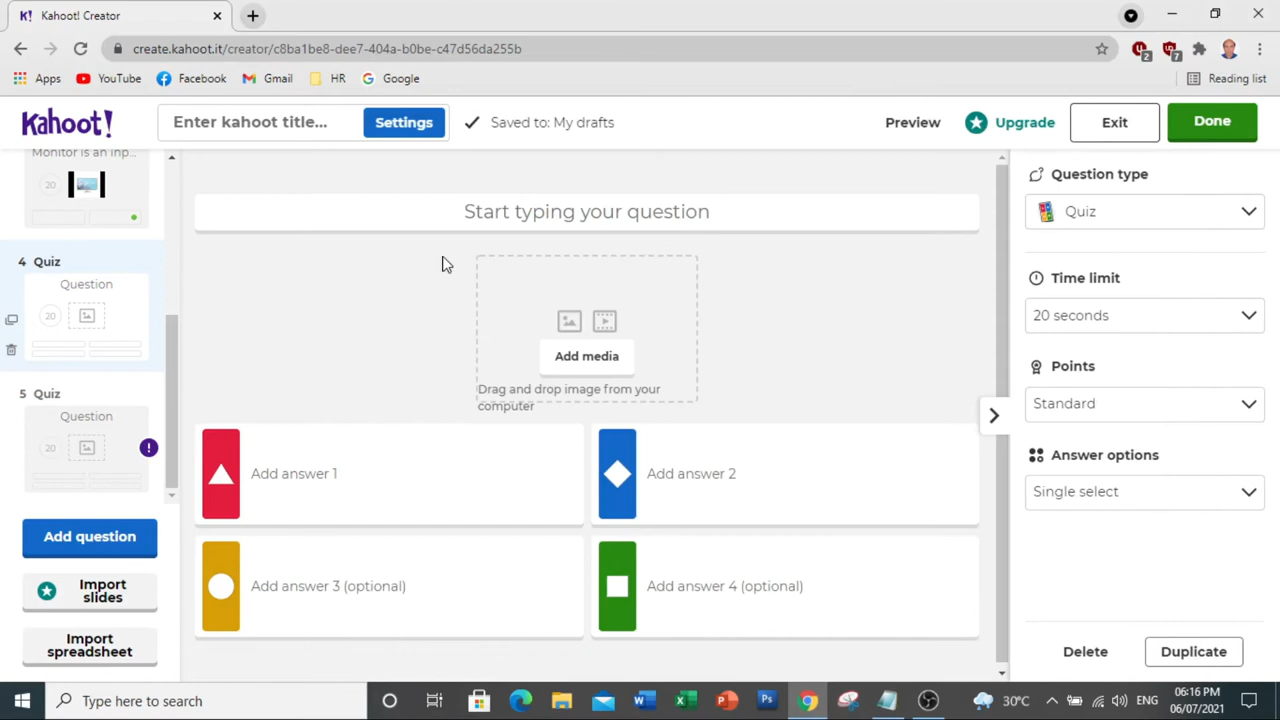 K! Kahoot! Creator
create.kahoot.it/creator/c8ba1be8-dee7-404a-b0be-c47d56da255b
2
7
Apps YouTube Facebook Gmail HR Google
Reading list
Kahoot!
Enter kahoot title...
Settings
Saved to: My drafts
Preview
Upgrade
Exit
Done
Monitor is an inp...
20
4 Quiz
Question
20
5 Quiz
Question
20
!
Add question
Import
slides
Import
spreadsheet
Start typing your question
Add media
Drag and drop image from your
computer
Add answer 1
Add answer 2
Add answer 3 (optional)
Add answer 4 (optional)
Question type
Quiz
Time limit
20 seconds
Points
Standard
Answer options
Single select
Delete
Duplicate
Type here to search
30°C
ENG
06:16 PM
06/07/2021